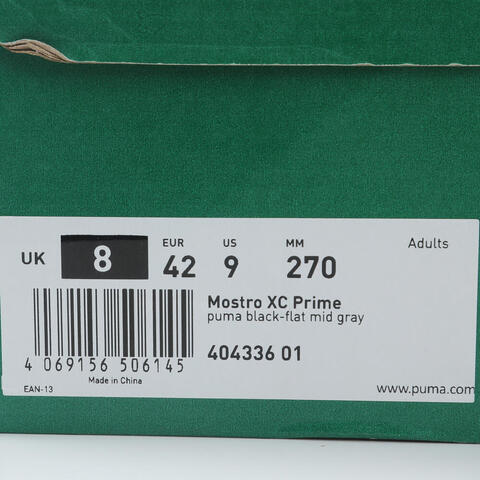 EUR US MM Adults
UK 8 42 9 270
Mostro XC Prime
puma black-flat mid gray
404336 01
4 069156 506145
Made in China
EAN-13
www.puma.com